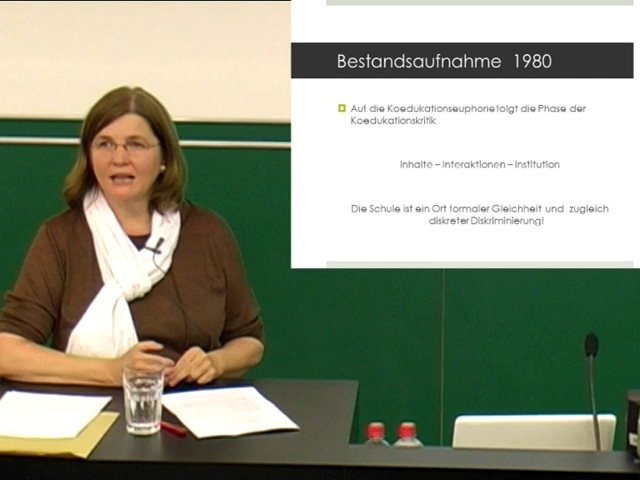 Bestandsaufnahme 1980
Auf die Koedukationseuphorie folgt die Phase der
Koedukationskritik
Inhalte – Interaktionen – Institution
Die Schule ist ein Ort formaler Gleichheit und zugleich
diskreter Diskriminierung!